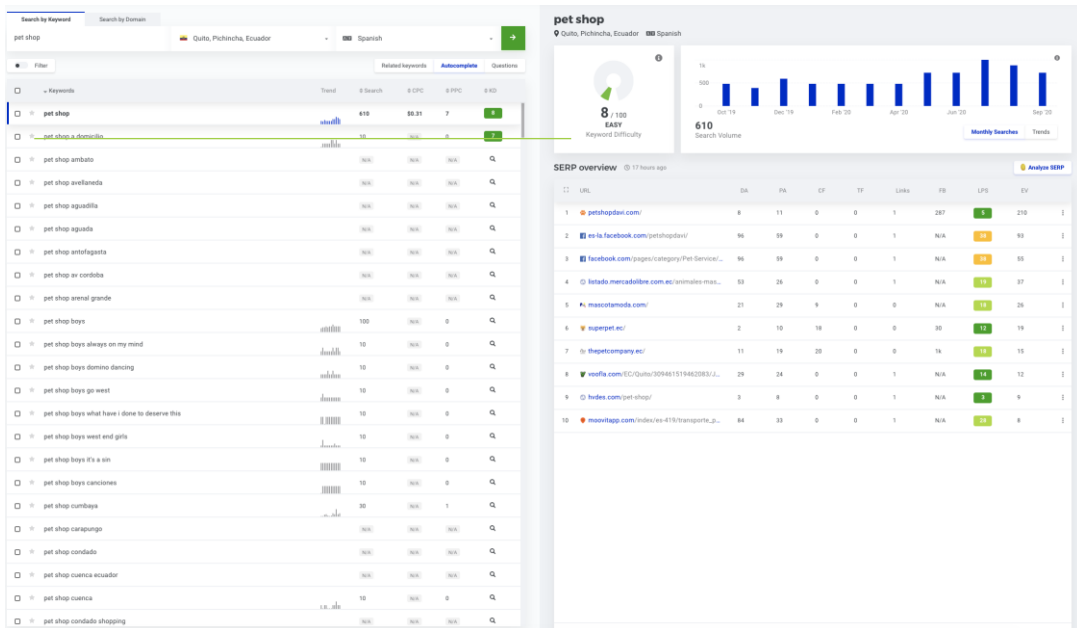 Search by Keyword Search by Domain
pet shop Quito, Pichincha, Ecuador Spanish
Filter Related keywords Autocomplete Questions
Keywords Trend Search CPC PPC KD
pet shop 610 $0.31 7 8
pet shop a domicilio 10 N/A 0 7
pet shop ambato N/A N/A N/A
pet shop avellaneda N/A N/A N/A
pet shop aguadilla N/A N/A N/A
pet shop aguada N/A N/A N/A
pet shop antofagasta N/A N/A N/A
pet shop av cordoba N/A N/A N/A
pet shop arenal grande N/A N/A N/A
pet shop boys 100 N/A 0
pet shop boys always on my mind 10 N/A 0
pet shop boys domino dancing 10 N/A 0
pet shop boys go west 10 N/A 0
pet shop boys what have i done to deserve this 10 N/A 0
pet shop boys west end girls 10 N/A 0
pet shop boys it's a sin 10 N/A 0
pet shop boys canciones 10 N/A 0
pet shop cumbaya 30 N/A 1
pet shop carapungo N/A N/A N/A
pet shop condado N/A N/A N/A
pet shop cuenca ecuador N/A N/A N/A
pet shop cuenca 10 N/A 0
pet shop condado shopping N/A N/A N/A
pet shop
Quito, Pichincha, Ecuador Spanish
8 / 100
EASY
Keyword Difficulty
1k
500
0
Oct '19 Dec '19 Feb '20 Apr '20 Jun '20 Sep '20
610
Search Volume
Monthly Searches Trends
SERP overview 17 hours ago Analyze SERP
URL DA PA CF TF Links FB LPS EV
1 petshopdavi.com/ 8 11 0 0 1 287 5 210
2 es-la.facebook.com/petshopdavi/ 96 59 0 0 1 N/A 93
3 facebook.com/pages/category/Pet-Service/... 96 59 0 0 1 N/A 55
4 listado.mercadolibre.com.ec/animales-mas... 53 26 0 0 1 N/A 19 37
5 mascotamoda.com/ 21 29 9 0 0 N/A 26
6 superpet.ec/ 2 10 18 0 0 30 12 19
7 thepetcompany.ec/ 11 19 20 0 0 1k 15
8 voofla.com/EC/Quito/309461519462083/J... 29 24 0 0 1 N/A 14 12
9 hvdes.com/pet-shop/ 3 8 0 0 1 N/A 3 9
10 moovitapp.com/index/es-419/transporte_p... 84 33 0 0 1 N/A 8